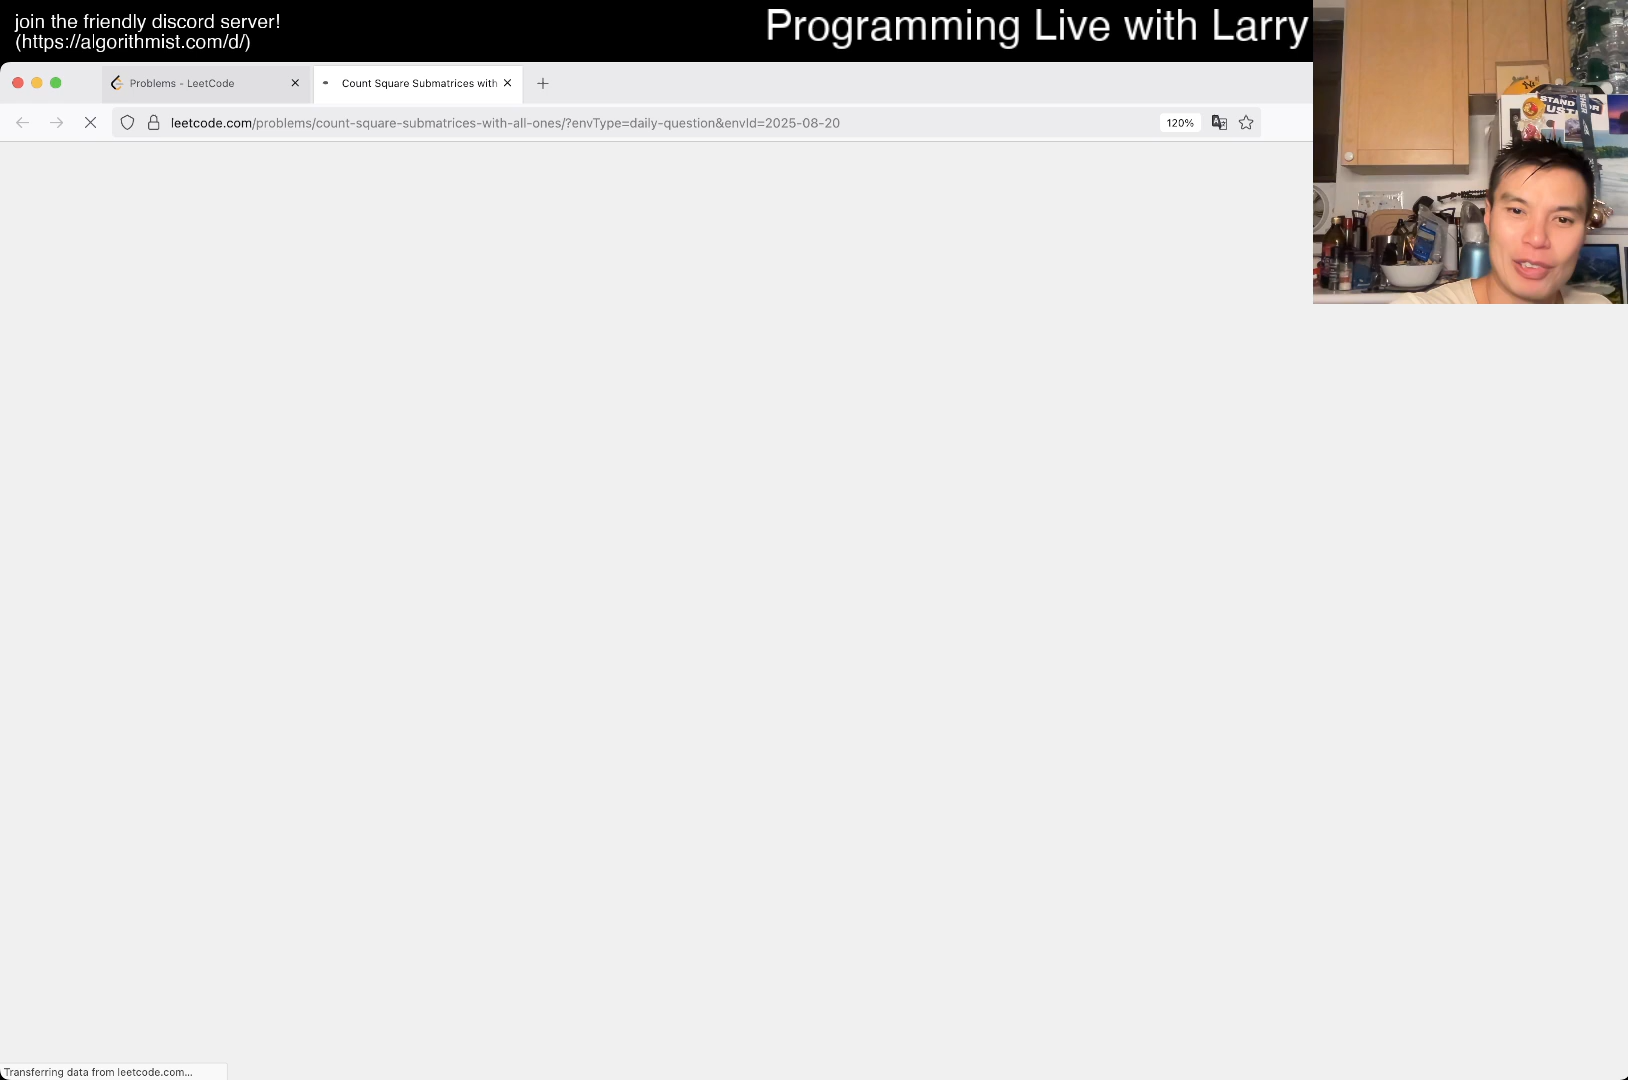 join the friendly discord server!
(https://algorithmist.com/d/)
Programming Live with Larry
Problems - LeetCode
Count Square Submatrices with
leetcode.com/problems/count-square-submatrices-with-all-ones/?envType=daily-question&envId=2025-08-20
120%
STAND
Transferring data from leetcode.com...